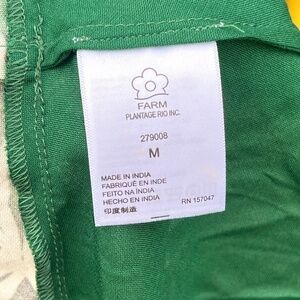 FARM
PLANTAGE RIO INC.
279008
M
MADE IN INDIA
FABRIQUÉ EN INDE
FEITO NA ÍNDIA
HECHO EN INDIA RN 157047
印度制造